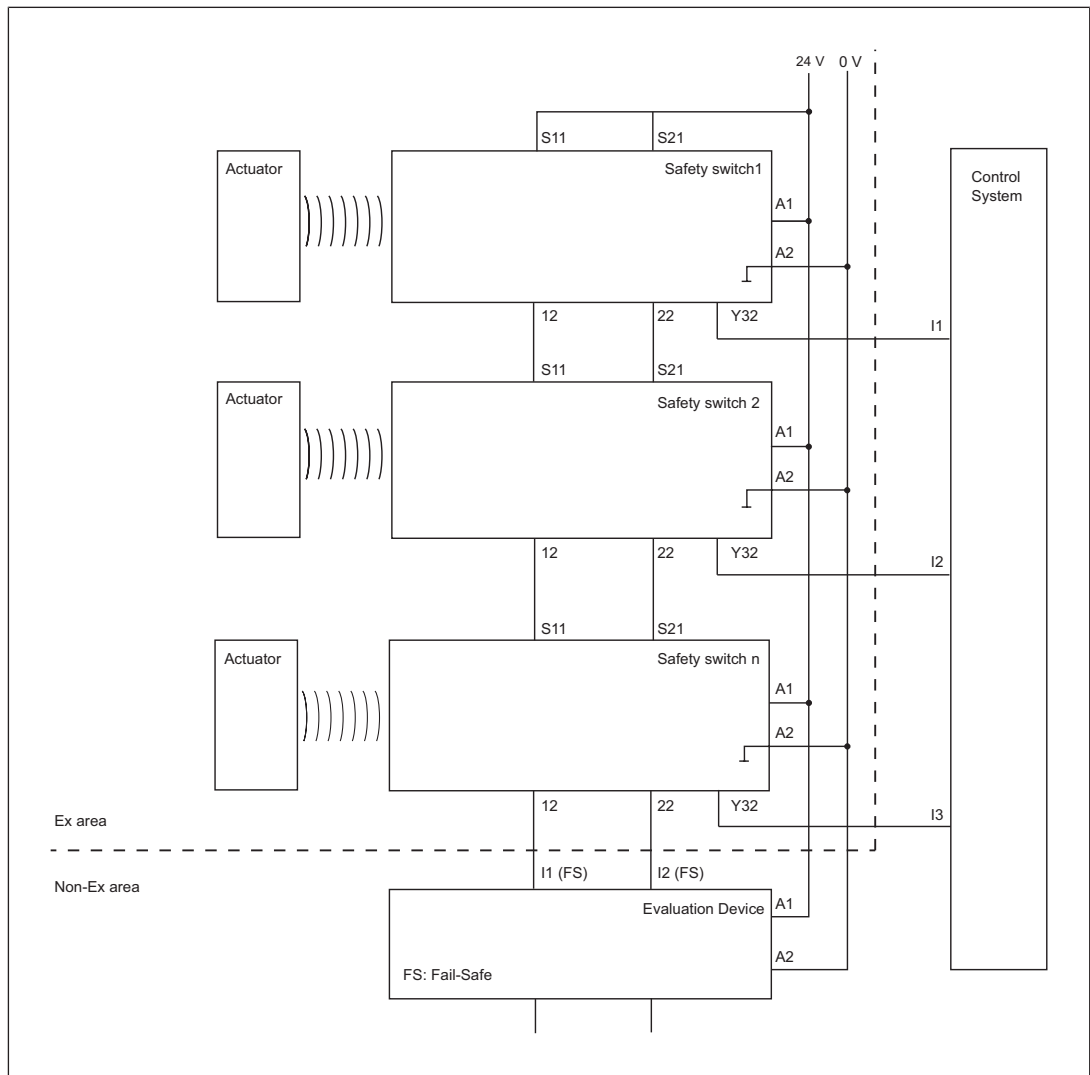 24 V 0 V
S11 S21
Actuator
Safety switch1
Control
System
A1
A2
12 22 Y32
I1
S11 S21
Actuator
Safety switch 2
A1
A2
12 22 Y32
I2
S11 S21
Actuator
Safety switch n
A1
A2
12 22 Y32
I3
Ex area
Non-Ex area
I1 (FS) I2 (FS)
Evaluation Device
A1
A2
FS: Fail-Safe